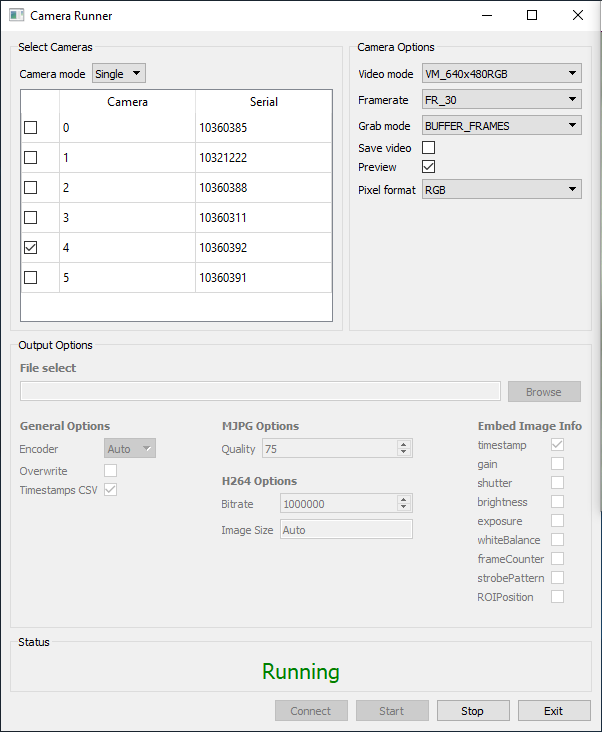 Camera Runner
Select Cameras
Camera mode Single
Camera Serial
0 10360385
1 10321222
2 10360388
3 10360311
4 10360392
5 10360391
Camera Options
Video mode VM_640x480RGB
Framerate FR_30
Grab mode BUFFER_FRAMES
Save video
Preview
Pixel format RGB
Output Options
File select
Browse
General Options
Encoder Auto
Overwrite
Timestamps CSV
MJPG Options
Quality 75
H264 Options
Bitrate 1000000
Image Size Auto
Embed Image Info
timestamp
gain
shutter
brightness
exposure
whiteBalance
frameCounter
strobePattern
ROIPosition
Status
Running
Connect Start Stop Exit